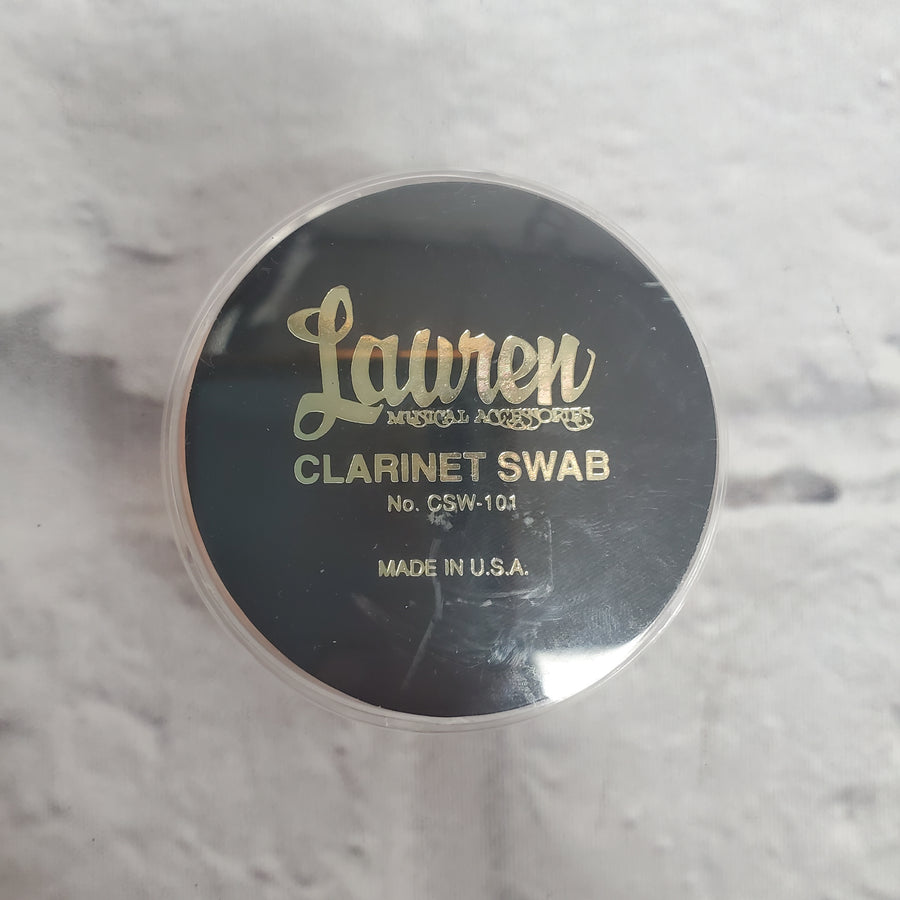 Lauren
MUSICAL ACCESSORIES
CLARINET SWAB
No. CSW-101
MADE IN U.S.A.